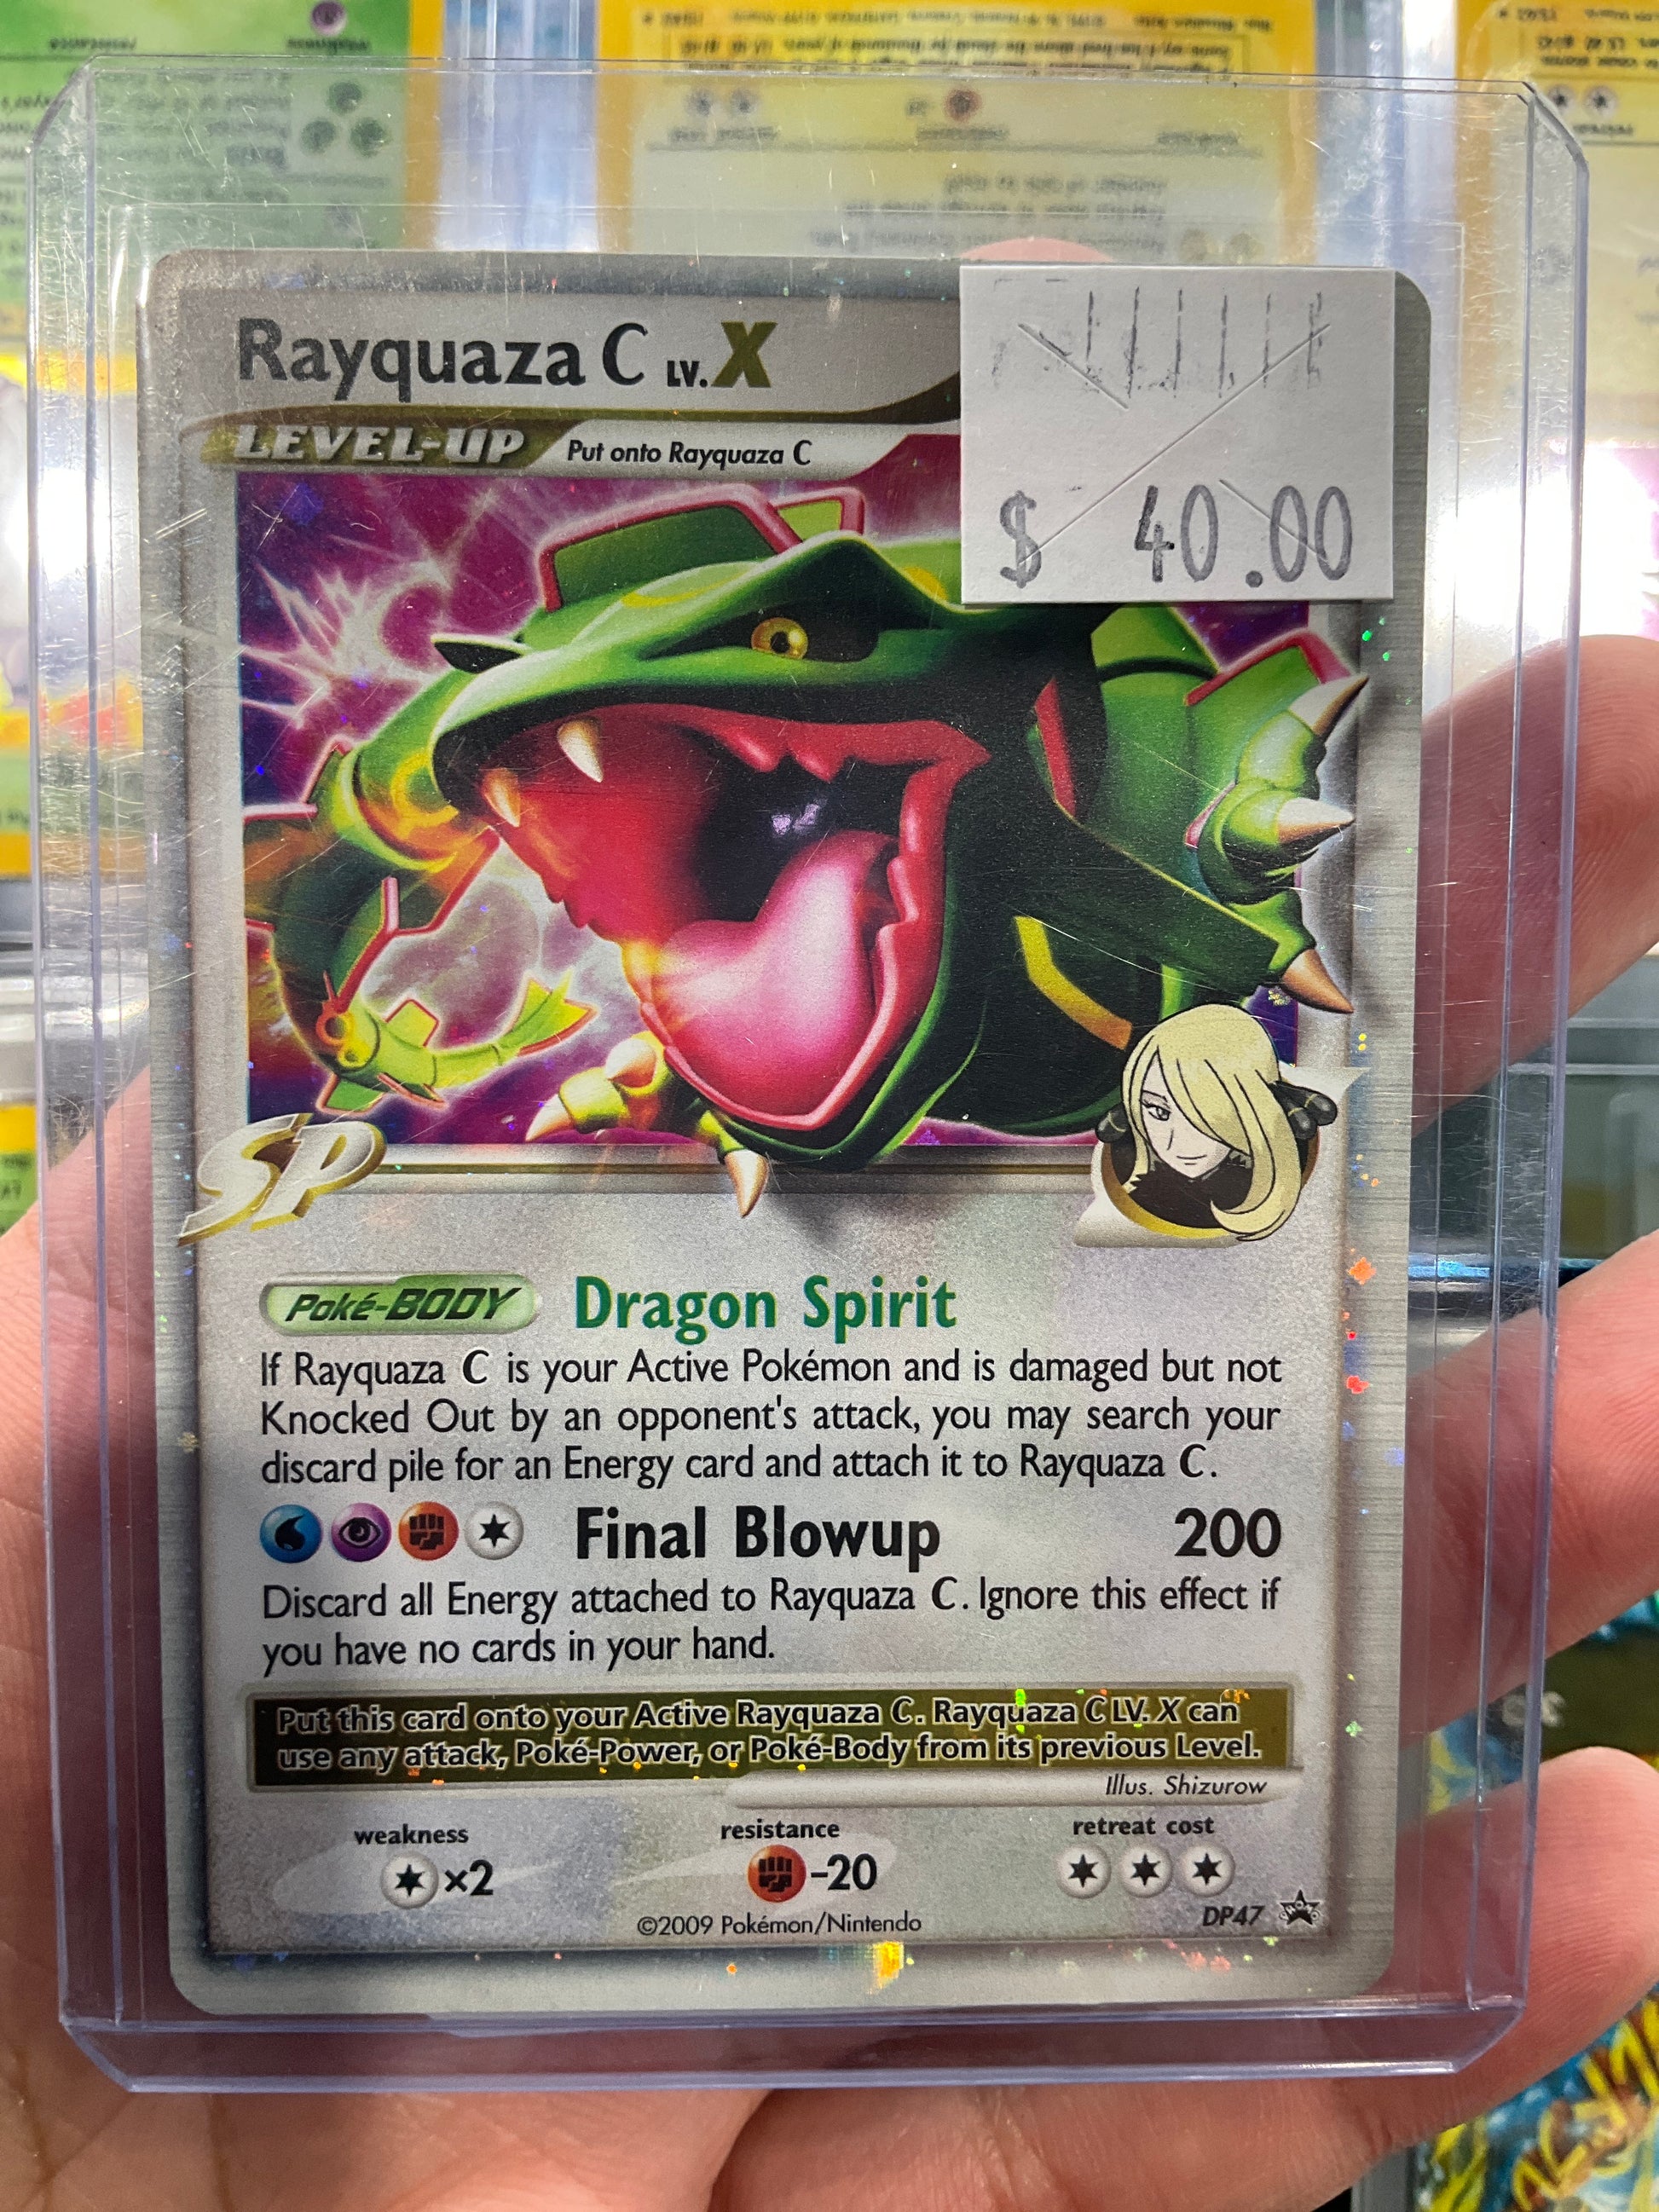 Rayquaza C LV.X
LEVEL-UP Put onto Rayquaza C
$ 40.00
SP
Poké-BODY Dragon Spirit
If Rayquaza C is your Active Pokémon and is damaged but not
Knocked Out by an opponent's attack, you may search your
discard pile for an Energy card and attach it to Rayquaza C.
Final Blowup 200
Discard all Energy attached to Rayquaza C. Ignore this effect if
you have no cards in your hand.
Put this card onto your Active Rayquaza C. Rayquaza C LV. X can
use any attack, Poké-Power, or Poké-Body from its previous Level.
Illus. Shizurow
weakness resistance retreat cost
×2 -20
©2009 Pokémon/Nintendo DP47